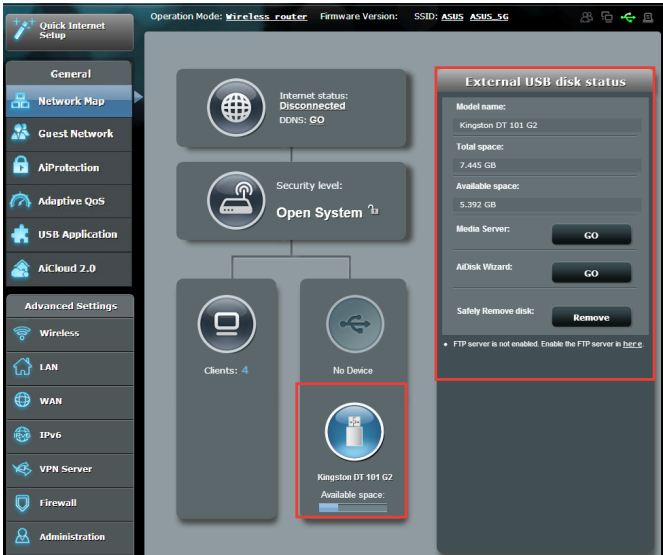 Quick Internet
Setup
Operation Mode: Wireless router Firmware Version: SSID: ASUS ASUS_5G
General
Network Map
Guest Network
AiProtection
Adaptive QoS
USB Application
AiCloud 2.0
Advanced Settings
Wireless
LAN
WAN
IPv6
VPN Server
Firewall
Administration
Internet status:
Disconnected
DDNS: GO
Security level:
Open System
Clients: 4
No Device
Kingston DT 101 G2
Available space:
External USB disk status
Model name:
Kingston DT 101 G2
Total space:
7.445 GB
Available space:
5.392 GB
Media Server: GO
AiDisk Wizard: GO
Safely Remove disk: Remove
• FTP server is not enabled. Enable the FTP server in here.